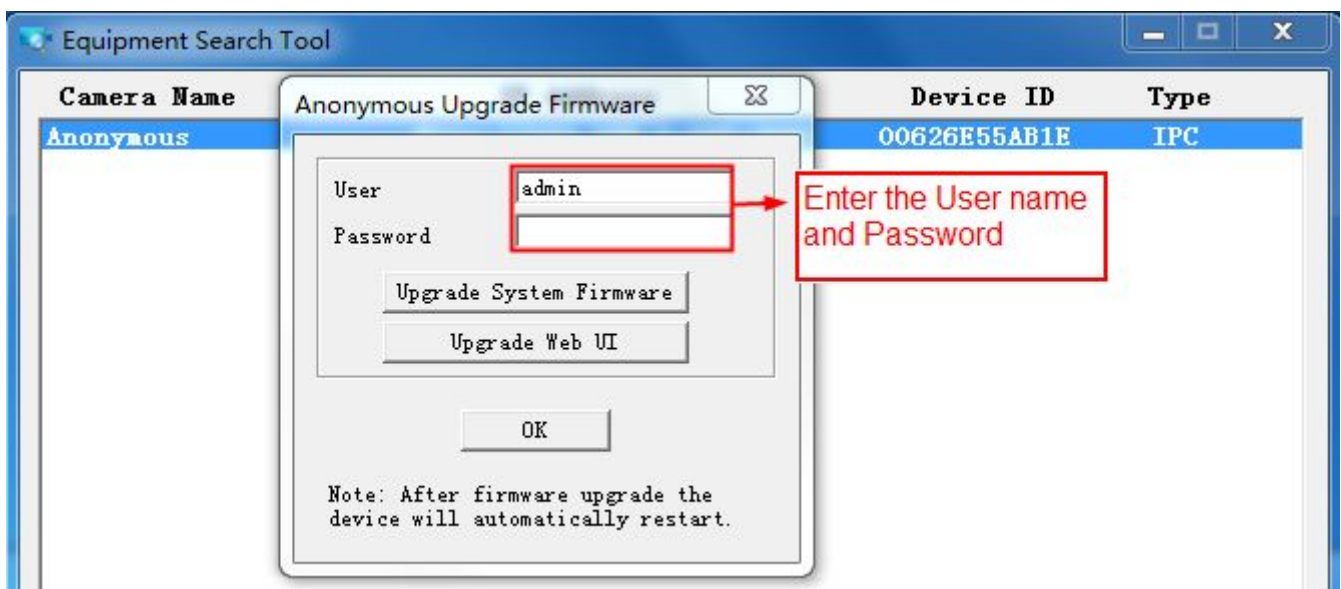 Equipment Search Tool
Camera Name
Device ID
Type
Anonymous
00626E55AB1E
IPC
Anonymous Upgrade Firmware
User
admin
Password
Enter the User name
and Password
Upgrade System Firmware
Upgrade Web UI
OK
Note: After firmware upgrade the
device will automatically restart.